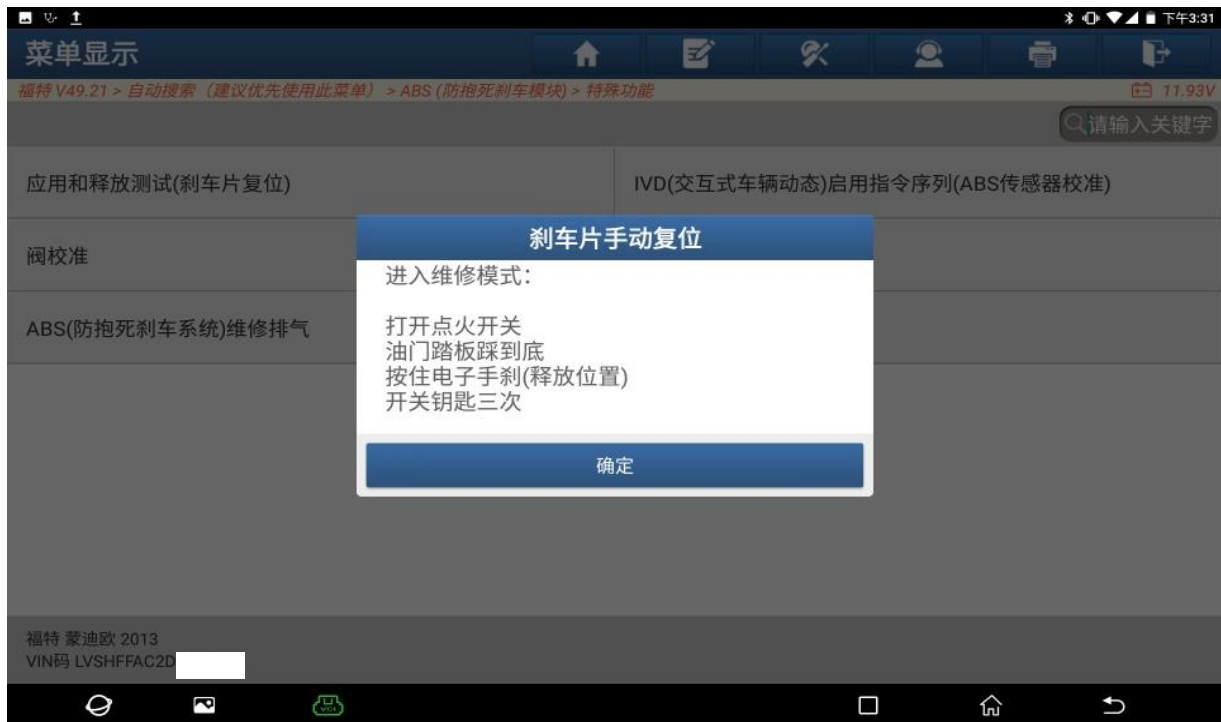 下午3:31
菜单显示
福特 V49.21 > 自动搜索（建议优先使用此菜单）> ABS (防抱死刹车模块) > 特殊功能
11.93V
请输入关键字
应用和释放测试(刹车片复位)
IVD(交互式车辆动态)启用指令序列(ABS传感器校准)
刹车片手动复位
阀校准
进入维修模式：
ABS(防抱死刹车系统)维修排气
打开点火开关
油门踏板踩到底
按住电子手刹(释放位置)
开关钥匙三次
确定
福特 蒙迪欧 2013
VIN码 LVSHFFAC2D
VCI